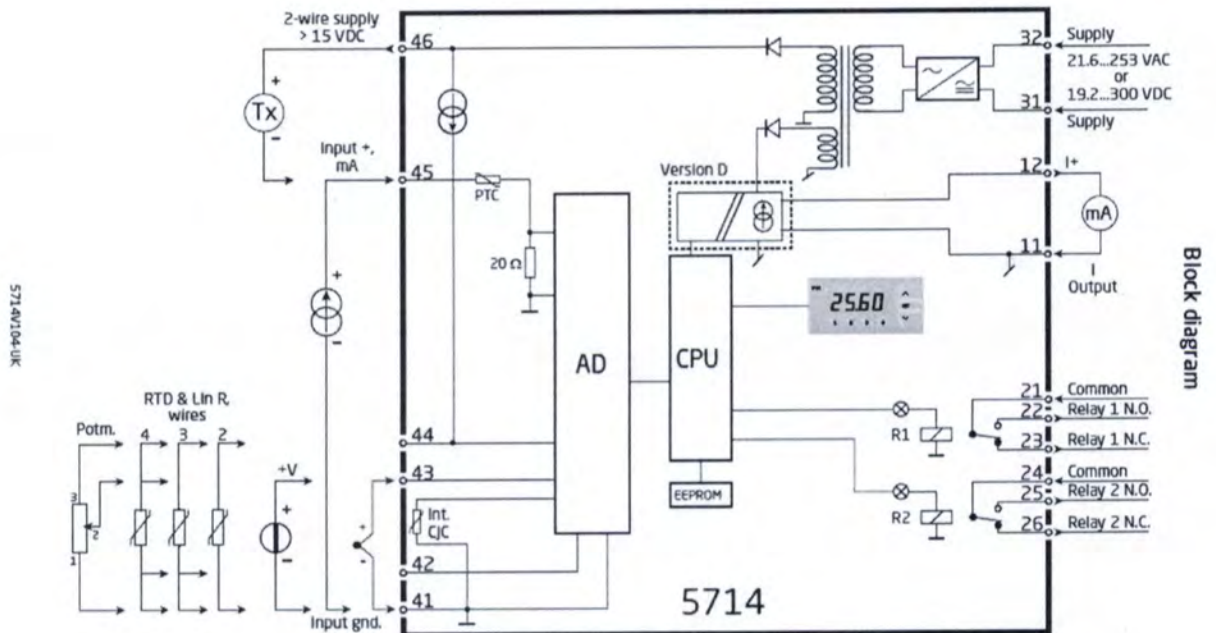 2-wire supply
> 15 VDC
46
32
Supply
21.6...253 VAC
or
19.2...300 VDC
31
Supply
+
Tx
-
Input +,
mA
45
PTC
Version D
12
I+
mA
11
I
Output
20 Ω
+
-
AD
CPU
25.60
Block diagram
5714V104-UK
RTD & Lin R,
wires
Potm.
4
3
2
44
+V
43
3
2
1
+
-
+
-
Int.
CJC
42
41
Input gnd.
EEPROM
R1
R2
21
Common
22
Relay 1 N.O.
23
Relay 1 N.C.
24
Common
25
Relay 2 N.O.
26
Relay 2 N.C.
5714